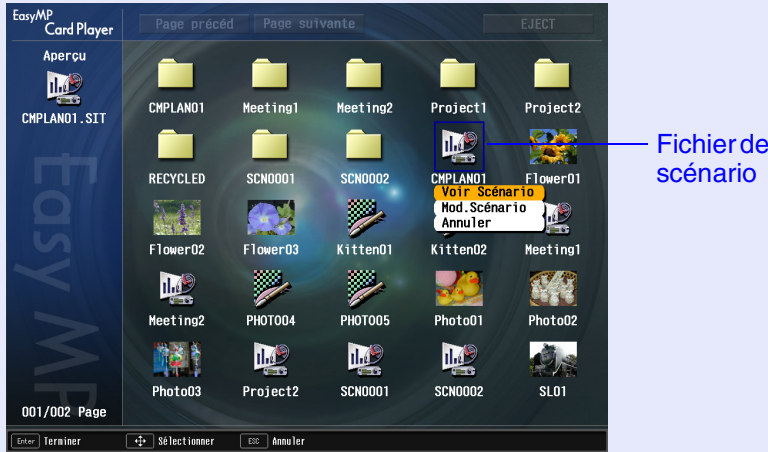 EasyMP
Card Player
Page précéd
Page suivante
EJECT
Aperçu
CMPLAN01.SIT
Easy MP
001/002 Page
CMPLAN01
Meeting1
Meeting2
Project1
Project2
RECYCLED
SCN0001
SCN0002
CMPLAN01
Flower01
Voir Scénario
Mod.Scénario
Annuler
Fichier de
scénario
Flower02
Flower03
Kitten01
Kitten02
Meeting1
Meeting2
PHOTO04
PHOTO05
Photo01
Photo02
Photo03
Project2
SCN0001
SCN0002
SL01
Enter Terminer
Sélectionner
ESC Annuler